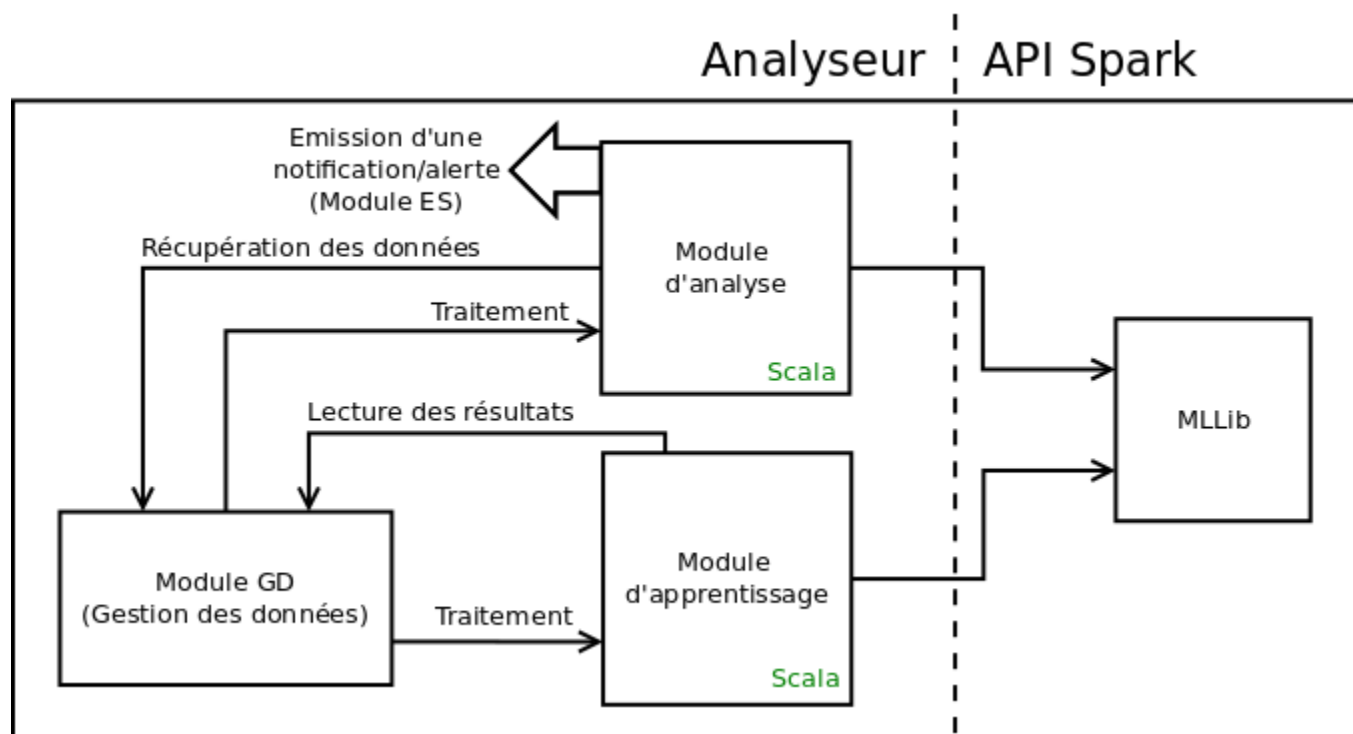 Analyseur
API Spark
Emission d'une
notification/alerte
(Module ES)
Récupération des données
Module
d'analyse
Traitement
Scala
MLLib
Lecture des résultats
Module
d'apprentissage
Module GD
(Gestion des données)
Traitement
Scala